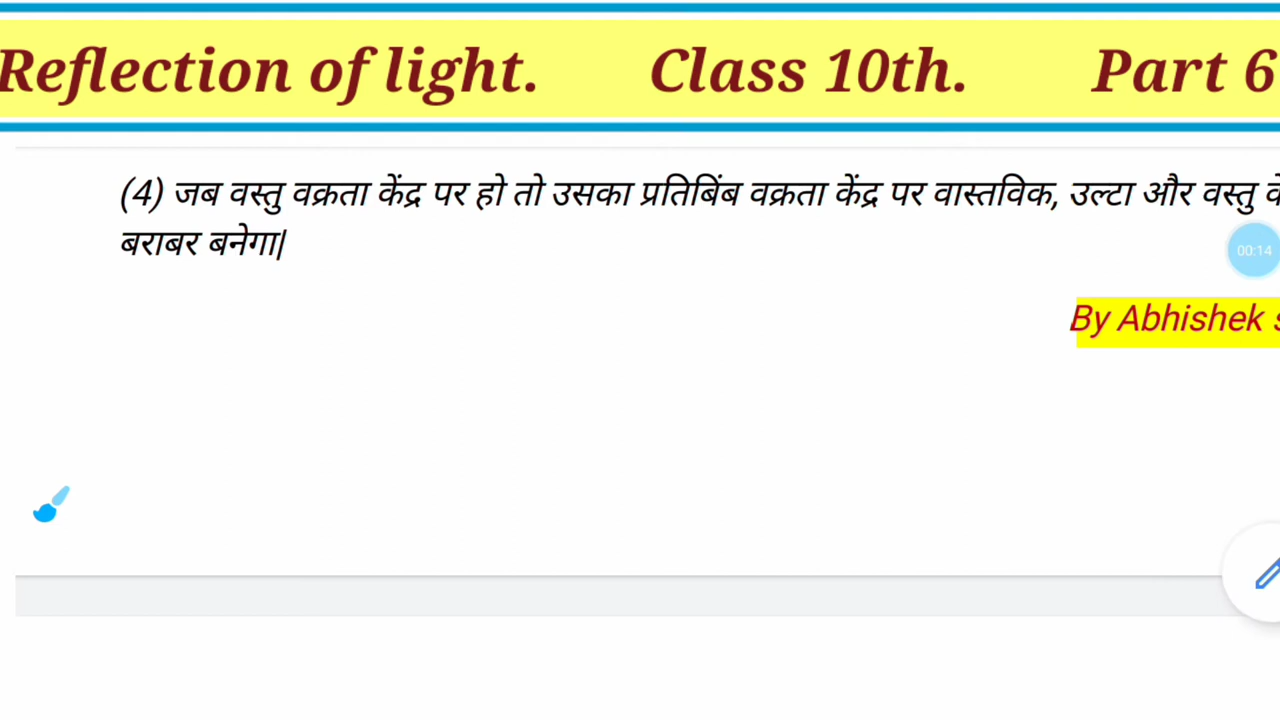 Reflection of light. Class 10th. Part 6
(4) जब वस्तु वक्रता केंद्र पर हो तो उसका प्रतिबिंब वक्रता केंद्र पर वास्तविक, उल्टा और वस्तु के
बराबर बनेगा|
00:14
By Abhishek